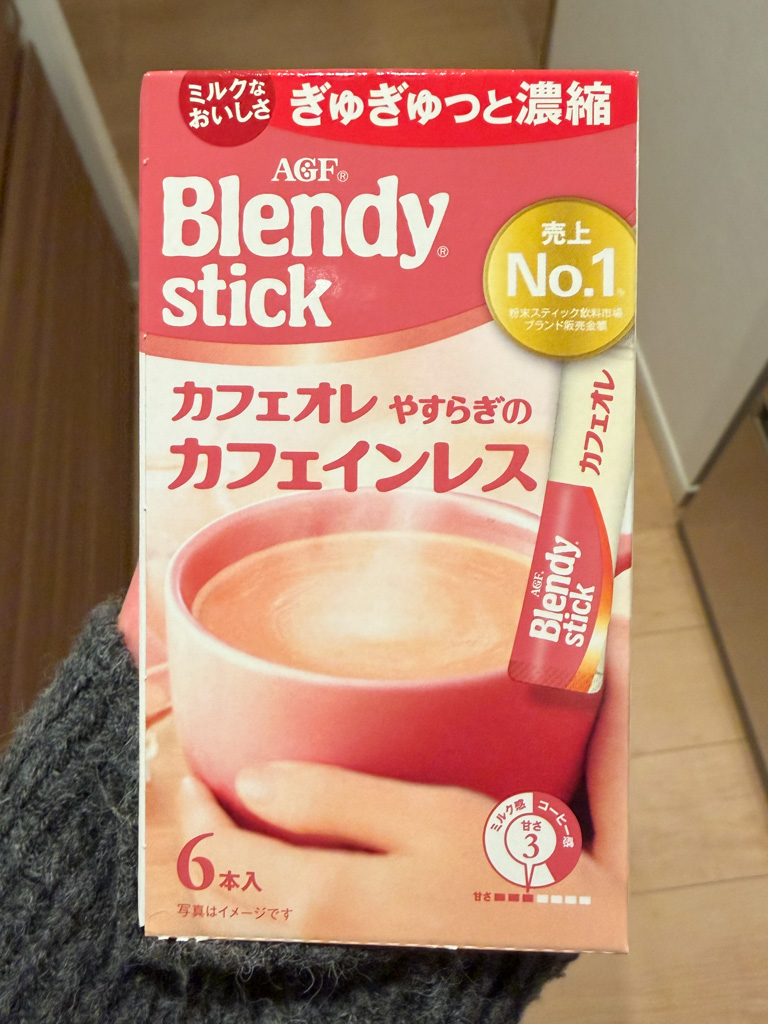 ミルクな
おいしさ
ぎゅぎゅっと濃縮
AGF®
Blendy®
stick
売上
No.1
粉末スティック飲料市場
ブランド販売金額
カフェオレ やすらぎの
カフェインレス
カフェオレ
AGF®
Blendy®
stick
ミルク感
コーヒー感
甘さ
3
甘さ
6本入
写真はイメージです